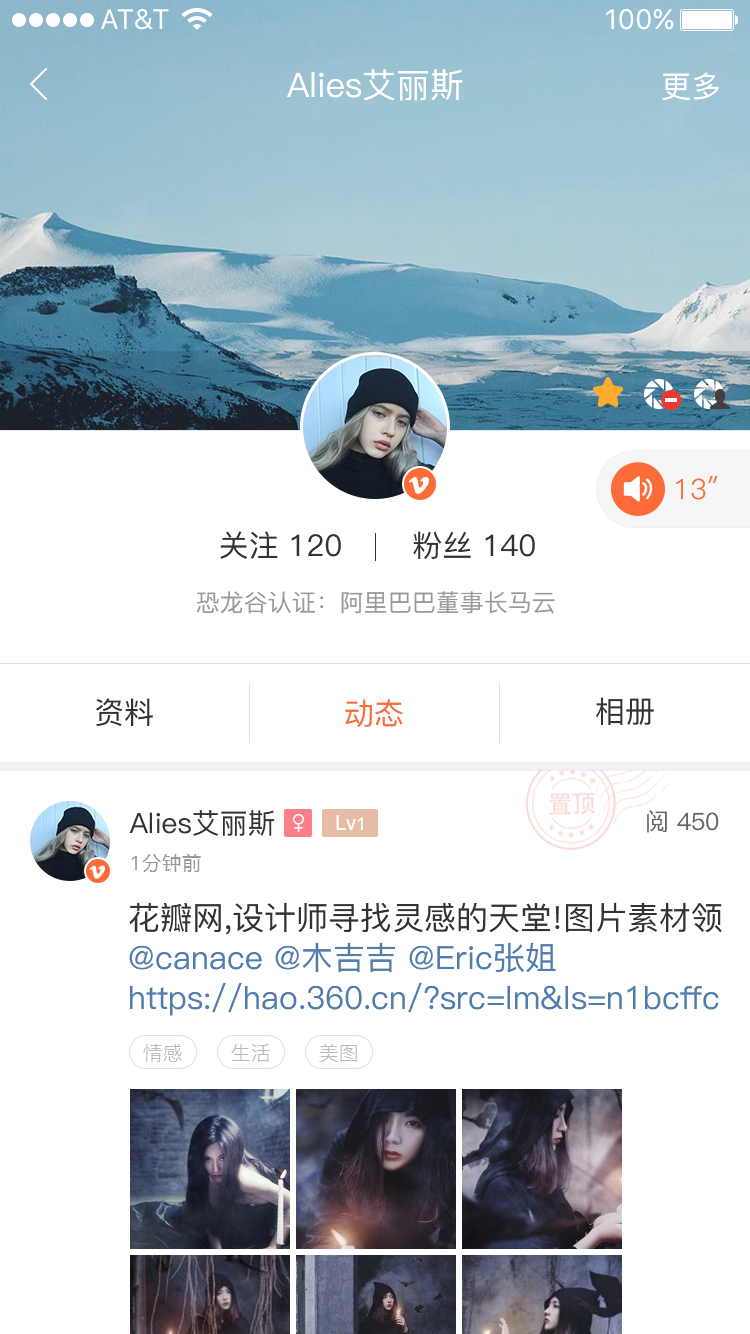 AT&T 100%
Alies艾丽斯 更多
13″
关注 120 | 粉丝 140
恐龙谷认证：阿里巴巴董事长马云
资料 动态 相册
置顶
Alies艾丽斯 Lv1 阅 450
1分钟前
花瓣网,设计师寻找灵感的天堂!图片素材领
@canace @木吉吉 @Eric张姐
https://hao.360.cn/?src=lm&ls=n1bcffc
情感 生活 美图